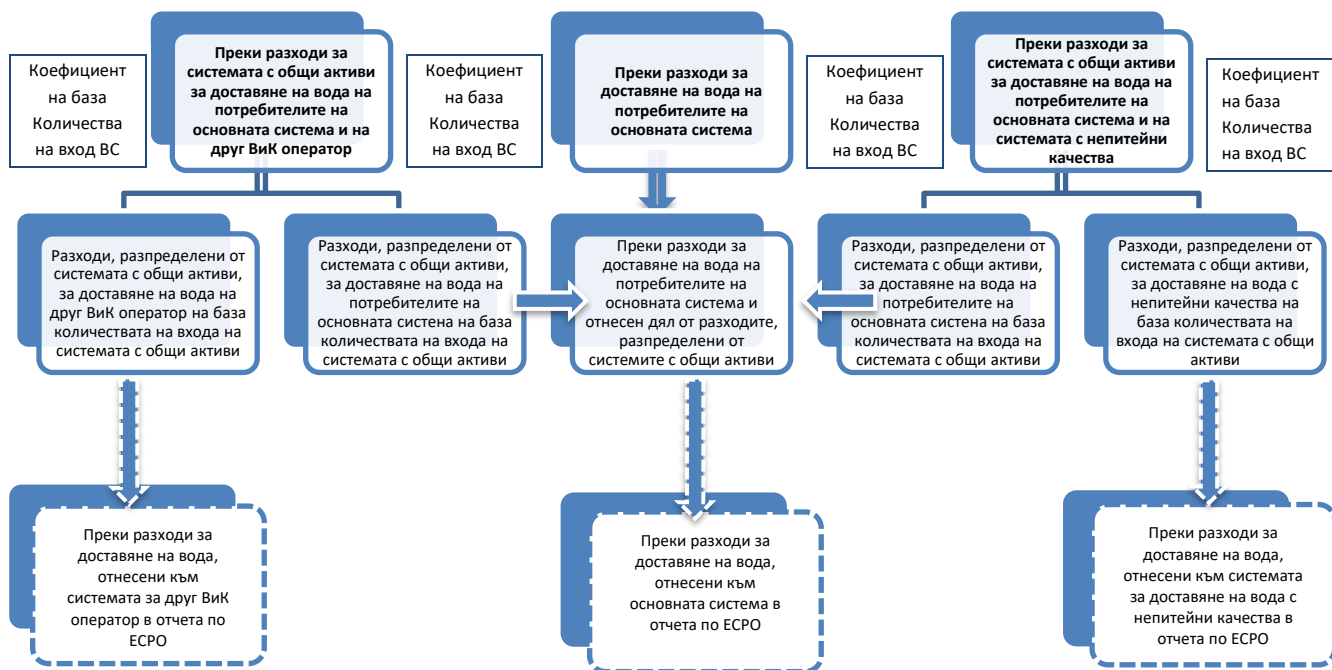 Преки разходи за
системата с общи активи
за доставяне на вода на
потребителите на
основната система и на
друг ВиК оператор
Коефициент
на база
Количества
на вход ВС
Коефициент
на база
Количества
на вход ВС
Преки разходи за
доставяне на вода на
потребителите на
основната система
Коефициент
на база
Количества
на вход ВС
Преки разходи за
системата с общи активи
за доставяне на вода на
потребителите на
основната система и на
системата с непитейни
качества
Коефициент
на база
Количества
на вход ВС
Разходи, разпределени от
системата с общи активи,
за доставяне на вода на
друг ВиК оператор на база
количествата на входа на
системата с общи активи
Разходи, разпределени от
системата с общи активи,
за доставяне на вода на
потребителите на
основната систена на база
количествата на входа на
системата с общи активи
Преки разходи за
доставяне на вода на
потребителите на
основната система и
отнесен дял от разходите,
разпределени от
системите с общи активи
Разходи, разпределени от
системата с общи активи,
за доставяне на вода на
потребителите на
основната систена на база
количествата на входа на
системата с общи активи
Разходи, разпределени от
системата с общи активи,
за доставяне на вода с
непитейни качества на
база количествата на
входа на системата с общи
активи
Преки разходи за
доставяне на вода,
отнесени към
системата за друг ВиК
оператор в отчета по
ЕСРО
Преки разходи за
доставяне на вода,
отнесени към
основната система в
отчета по ЕСРО
Преки разходи за
доставяне на вода,
отнесени към системата
за доставяне на вода с
непитейни качества в
отчета по ЕСРО